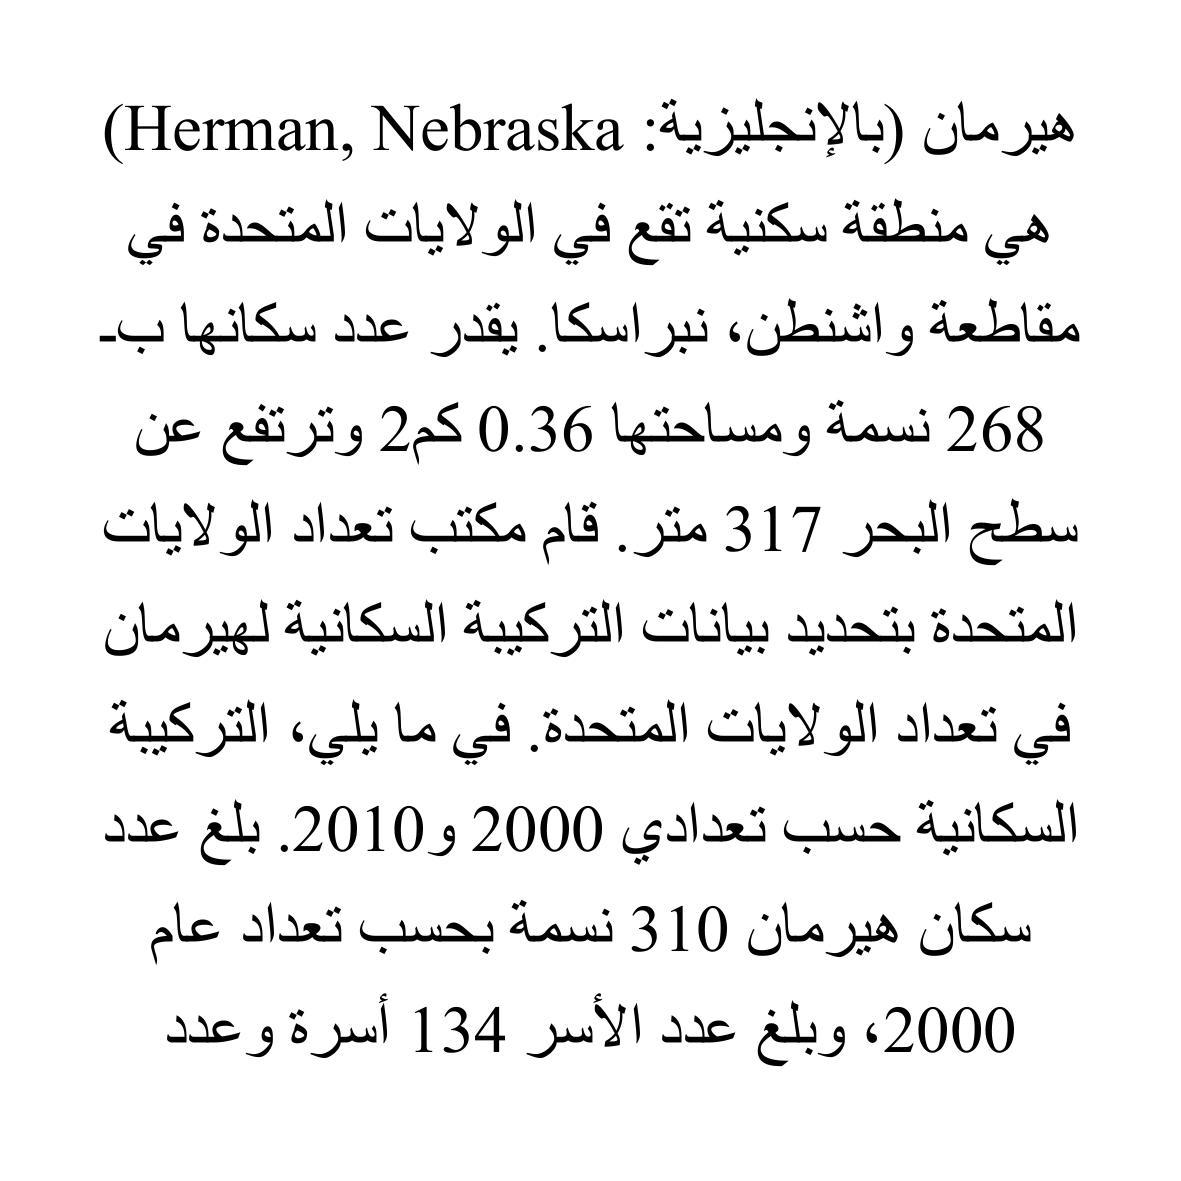 هيرمان (بالإنجليزية: Herman, Nebraska)
هي منطقة سكنية تقع في الولايات المتحدة في
مقاطعة واشنطن، نبراسكا. يقدر عدد سكانها بـ
268 نسمة ومساحتها 0.36 كم2 وترتفع عن
سطح البحر 317 متر. قام مكتب تعداد الولايات
المتحدة بتحديد بيانات التركيبة السكانية لهيرمان
في تعداد الولايات المتحدة. في ما يلي، التركيبة
السكانية حسب تعدادي 2000 و2010. بلغ عدد
سكان هيرمان 310 نسمة بحسب تعداد عام
2000، وبلغ عدد الأسر 134 أسرة وعدد